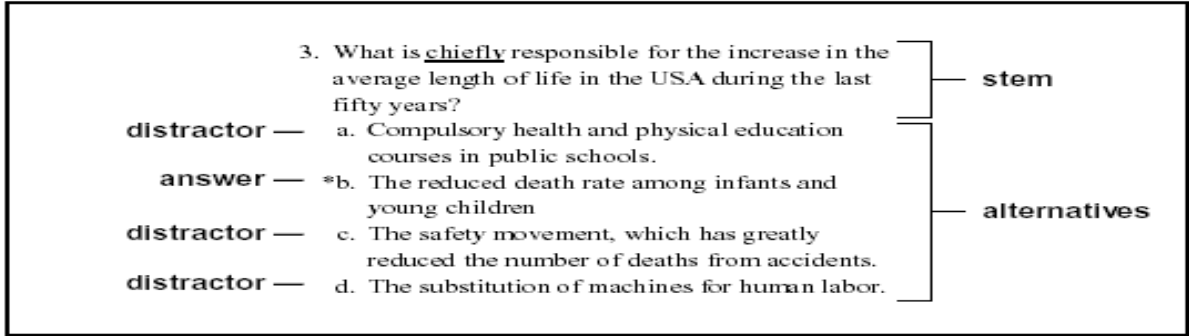 3. What is chiefly responsible for the increase in the
average length of life in the USA during the last
fifty years?
stem
distractor — a. Compulsory health and physical education
courses in public schools.
answer — *b. The reduced death rate among infants and
young children
alternatives
distractor — c. The safety movement, which has greatly
reduced the number of deaths from accidents.
distractor — d. The substitution of machines for human labor.